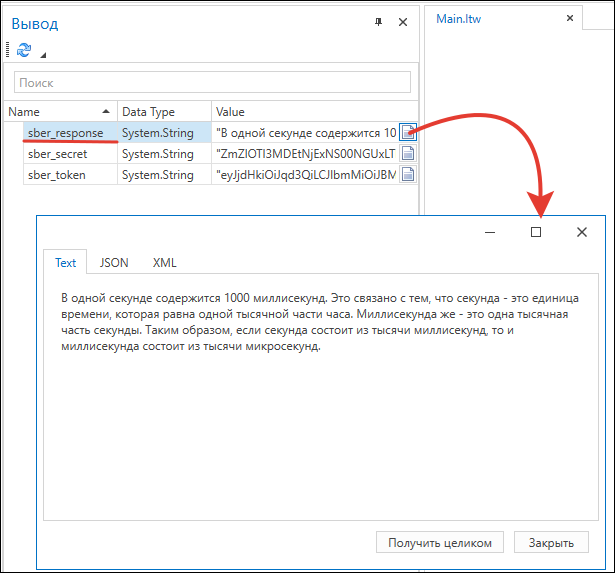 Вывод
Main.ltw
Поиск
Name Data Type Value
sber_response System.String "В одной секунде содержится 10
sber_secret System.String "ZmZlOTI3MDEtNjExNS00NGUxLT
sber_token System.String "eyJjdHkiOiJqd3QiLCJlbmMiOiJBM
Text JSON XML
В одной секунде содержится 1000 миллисекунд. Это связано с тем, что секунда - это единица
времени, которая равна одной тысячной части часа. Миллисекунда же - это одна тысячная
часть секунды. Таким образом, если секунда состоит из тысячи миллисекунд, то и
миллисекунда состоит из тысячи микросекунд.
Получить целиком Закрыть